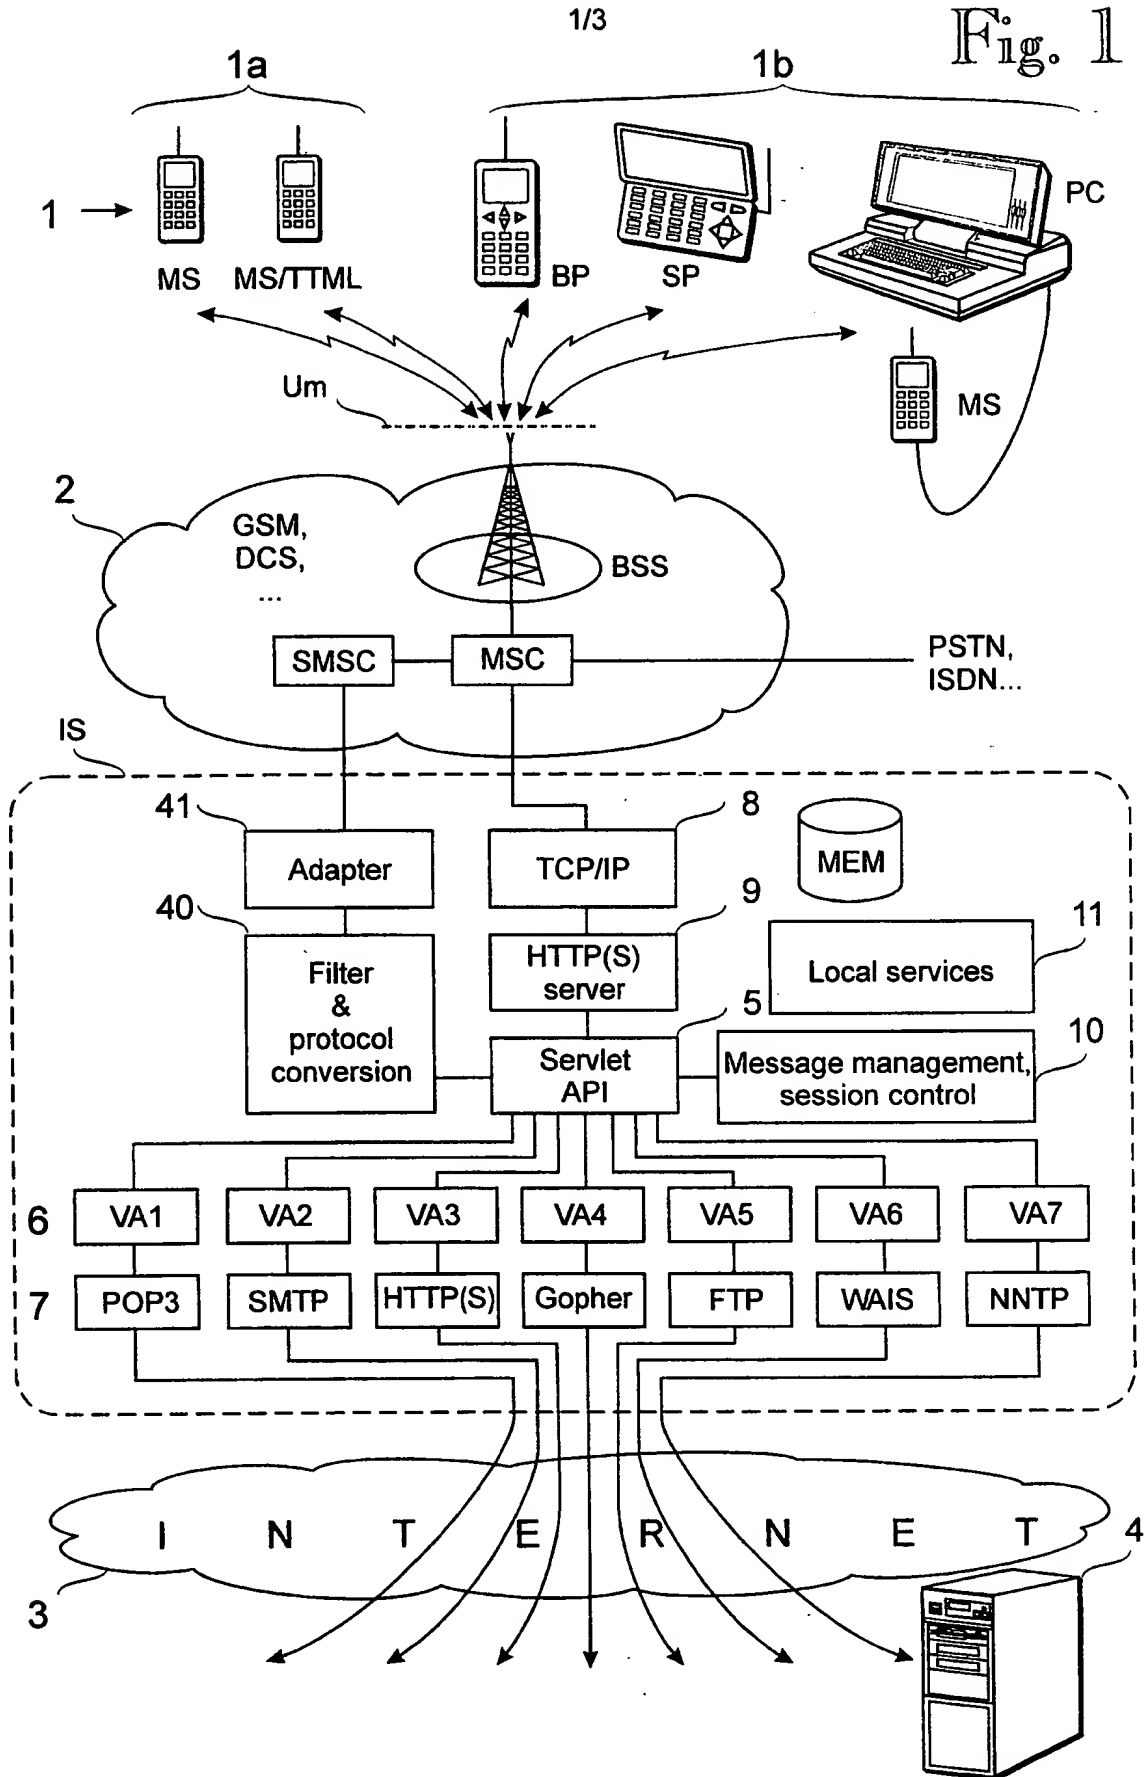 1/3
Fig. 1
1a
1b
1
MS
MS/TTML
BP
SP
PC
MS
Um
2
GSM,
DCS,
...
BSS
SMSC
MSC
PSTN,
ISDN...
IS
41
Adapter
8
TCP/IP
MEM
40
Filter
&
protocol
conversion
9
HTTP(S)
server
11
Local services
5
Servlet
API
10
Message management,
session control
6
VA1
VA2
VA3
VA4
VA5
VA6
VA7
7
POP3
SMTP
HTTP(S)
Gopher
FTP
WAIS
NNTP
I N T E R N E T
3
4